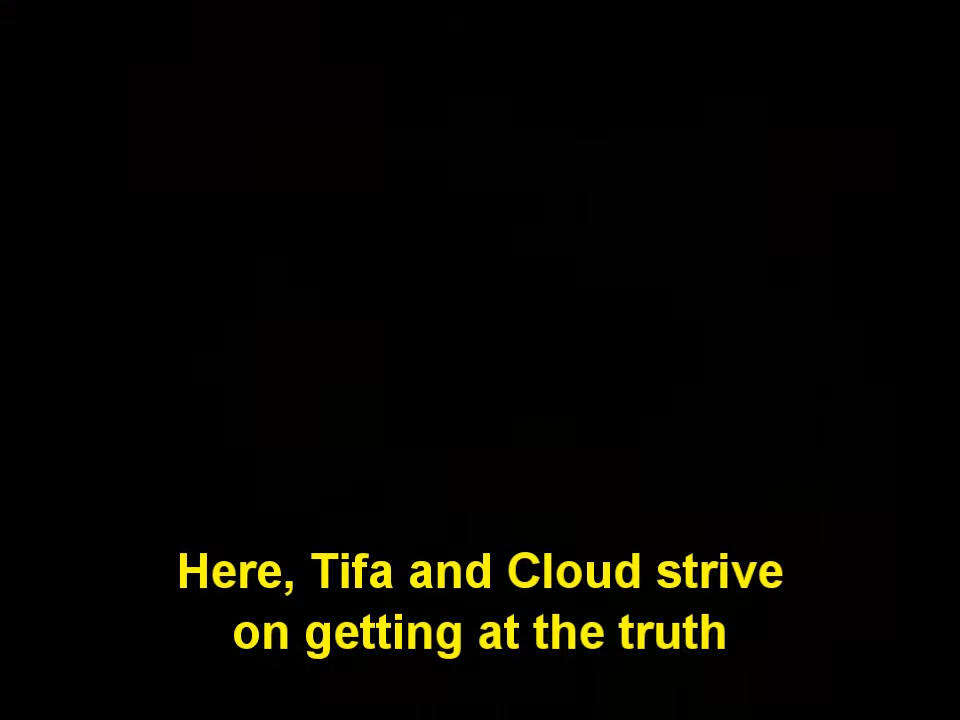 Here, Tifa and Cloud strive
on getting at the truth